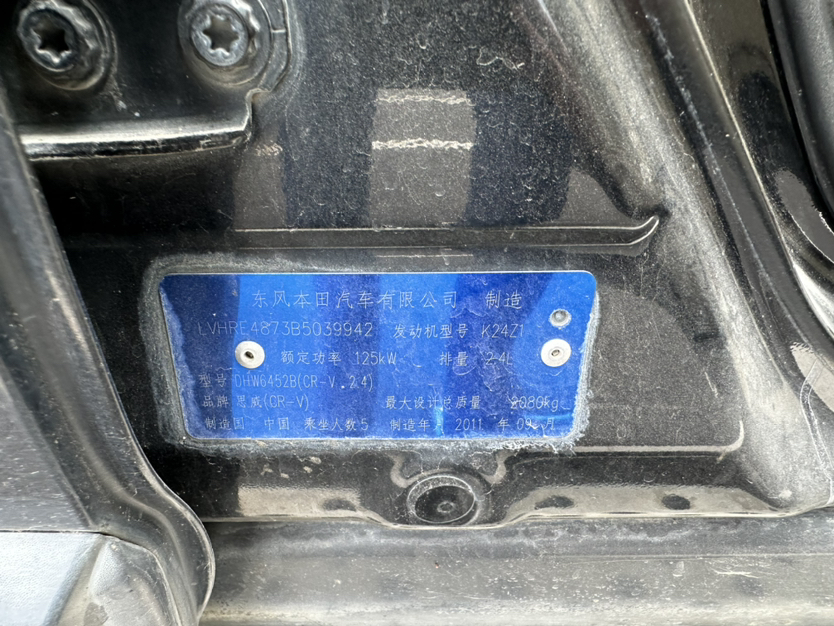 东风本田汽车有限公司 制造
LVHRE4873B5039942 发动机型号 K24Z1
额定功率 125kW 排量 2.4L
型号 DHW6452B(CR-V 2.4)
品牌 思威(CR-V) 最大设计总质量 2080kg
制造国 中国 乘坐人数5 制造年 2011 年 09 月